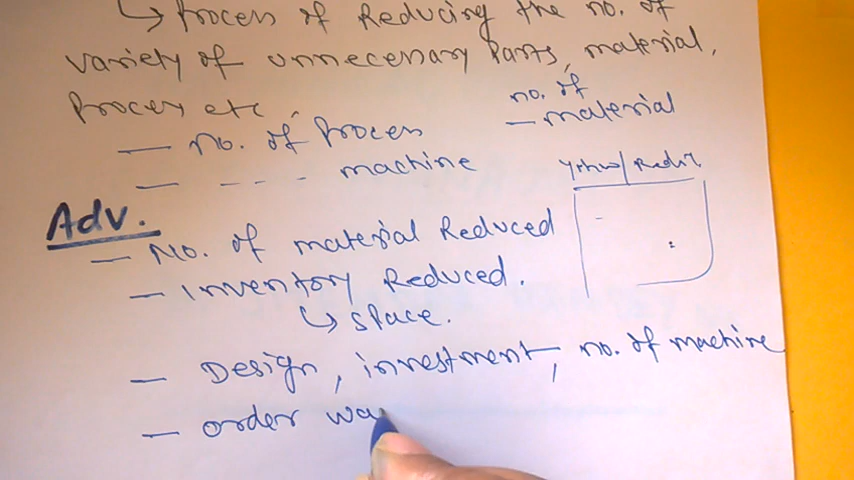 ↳ Process of Reducing the no. of
variety of unnecessary Parts, material,
Process etc.
— no. of Process
no. of
— material
— - - - machine
Adv.
— No. of material Reduced
— Inventory Reduced.
↳ space.
— Design, investment, no. of machine
— order wa